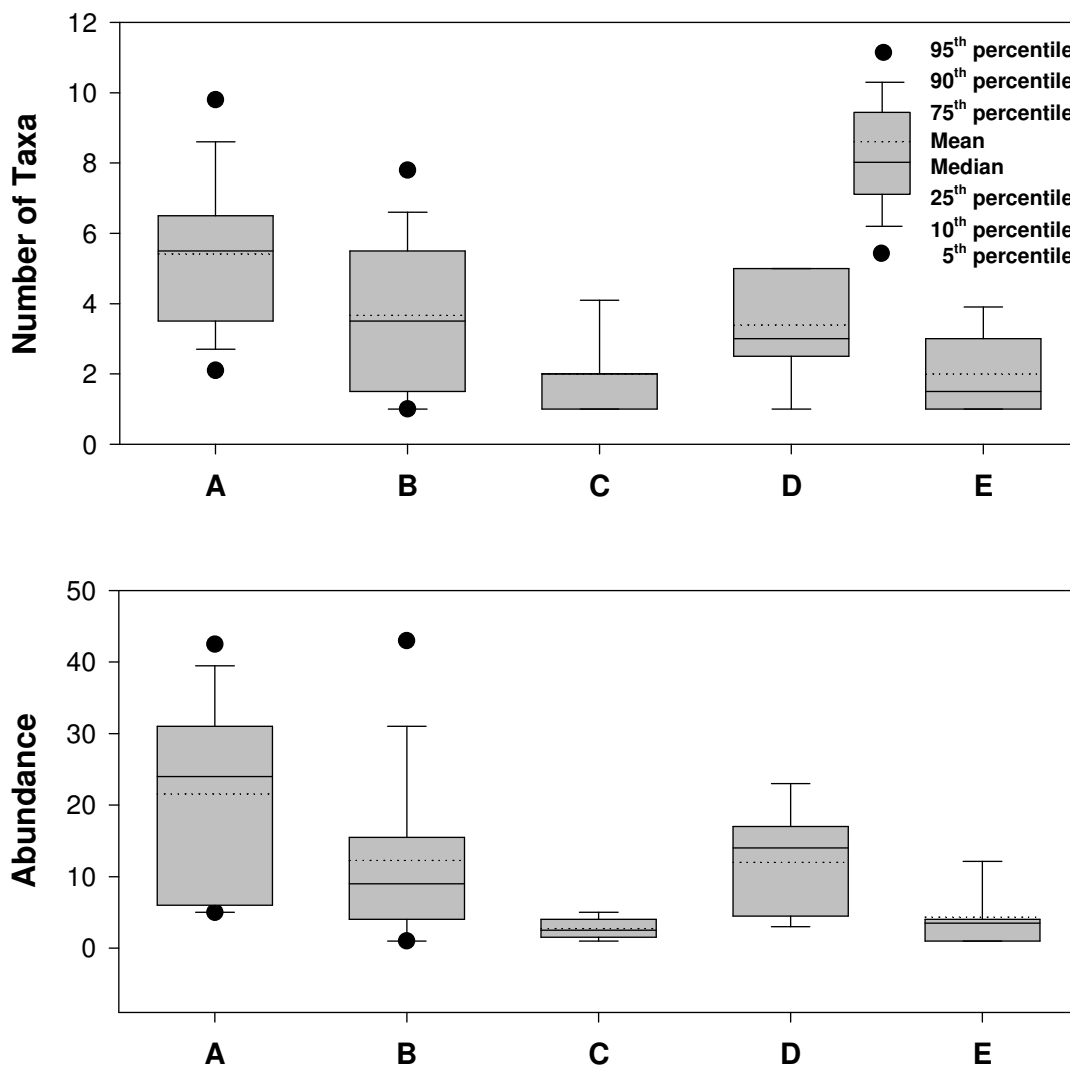 12
10
8
6
4
2
0
Number of Taxa
95th percentile
90th percentile
75th percentile
Mean
Median
25th percentile
10th percentile
5th percentile
A B C D E
50
40
30
20
10
0
Abundance
A B C D E